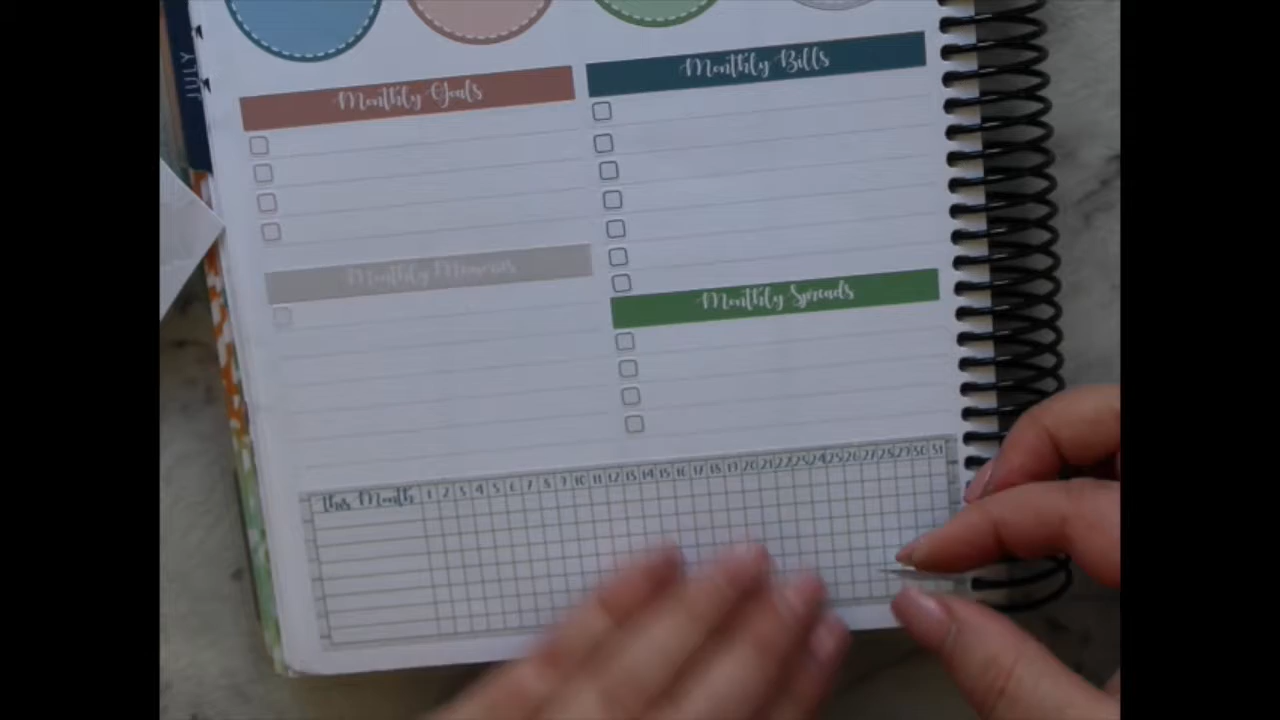 JULY
Monthly Bills
Monthly Goals
Monthly Memories
Monthly Spreads
this Month 1 2 3 4 5 6 7 8 9 10 11 12 13 14 15 16 17 18 19 20 21 22 23 24 25 26 27 28 29 30 31